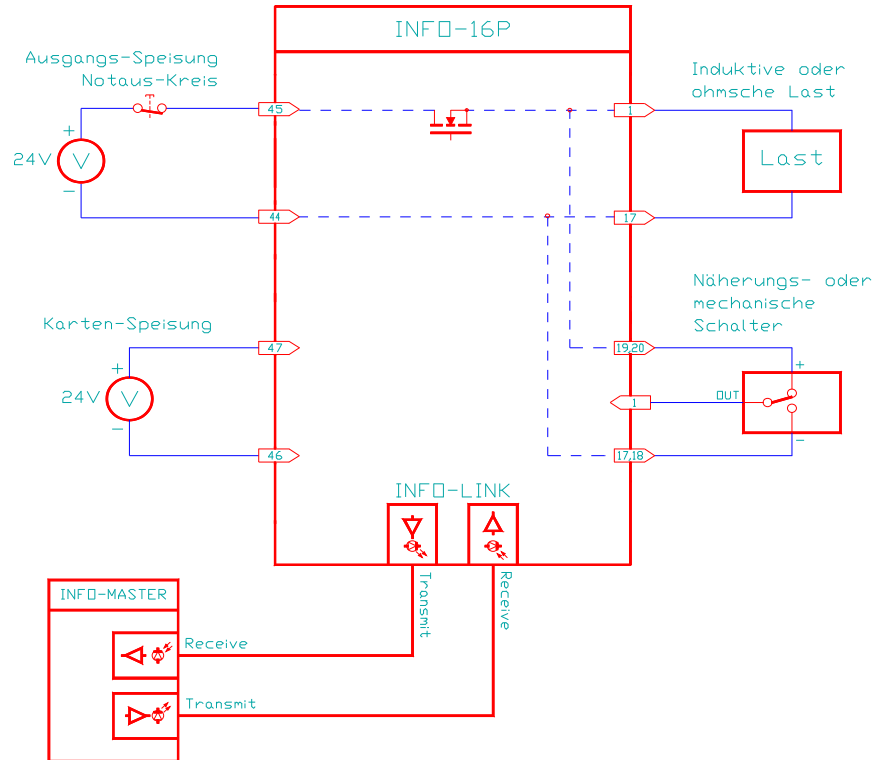 INFO-16P
Ausgangs-Speisung
Notaus-Kreis
Induktive oder
ohmsche Last
45
1
+
24V
V
-
Last
44
17
Näherungs- oder
mechanische
Schalter
Karten-Speisung
47
19,20
+
+
24V
V
OUT
1
-
-
46
17,18
INFO-LINK
Transmit
Receive
INFO-MASTER
Receive
Transmit